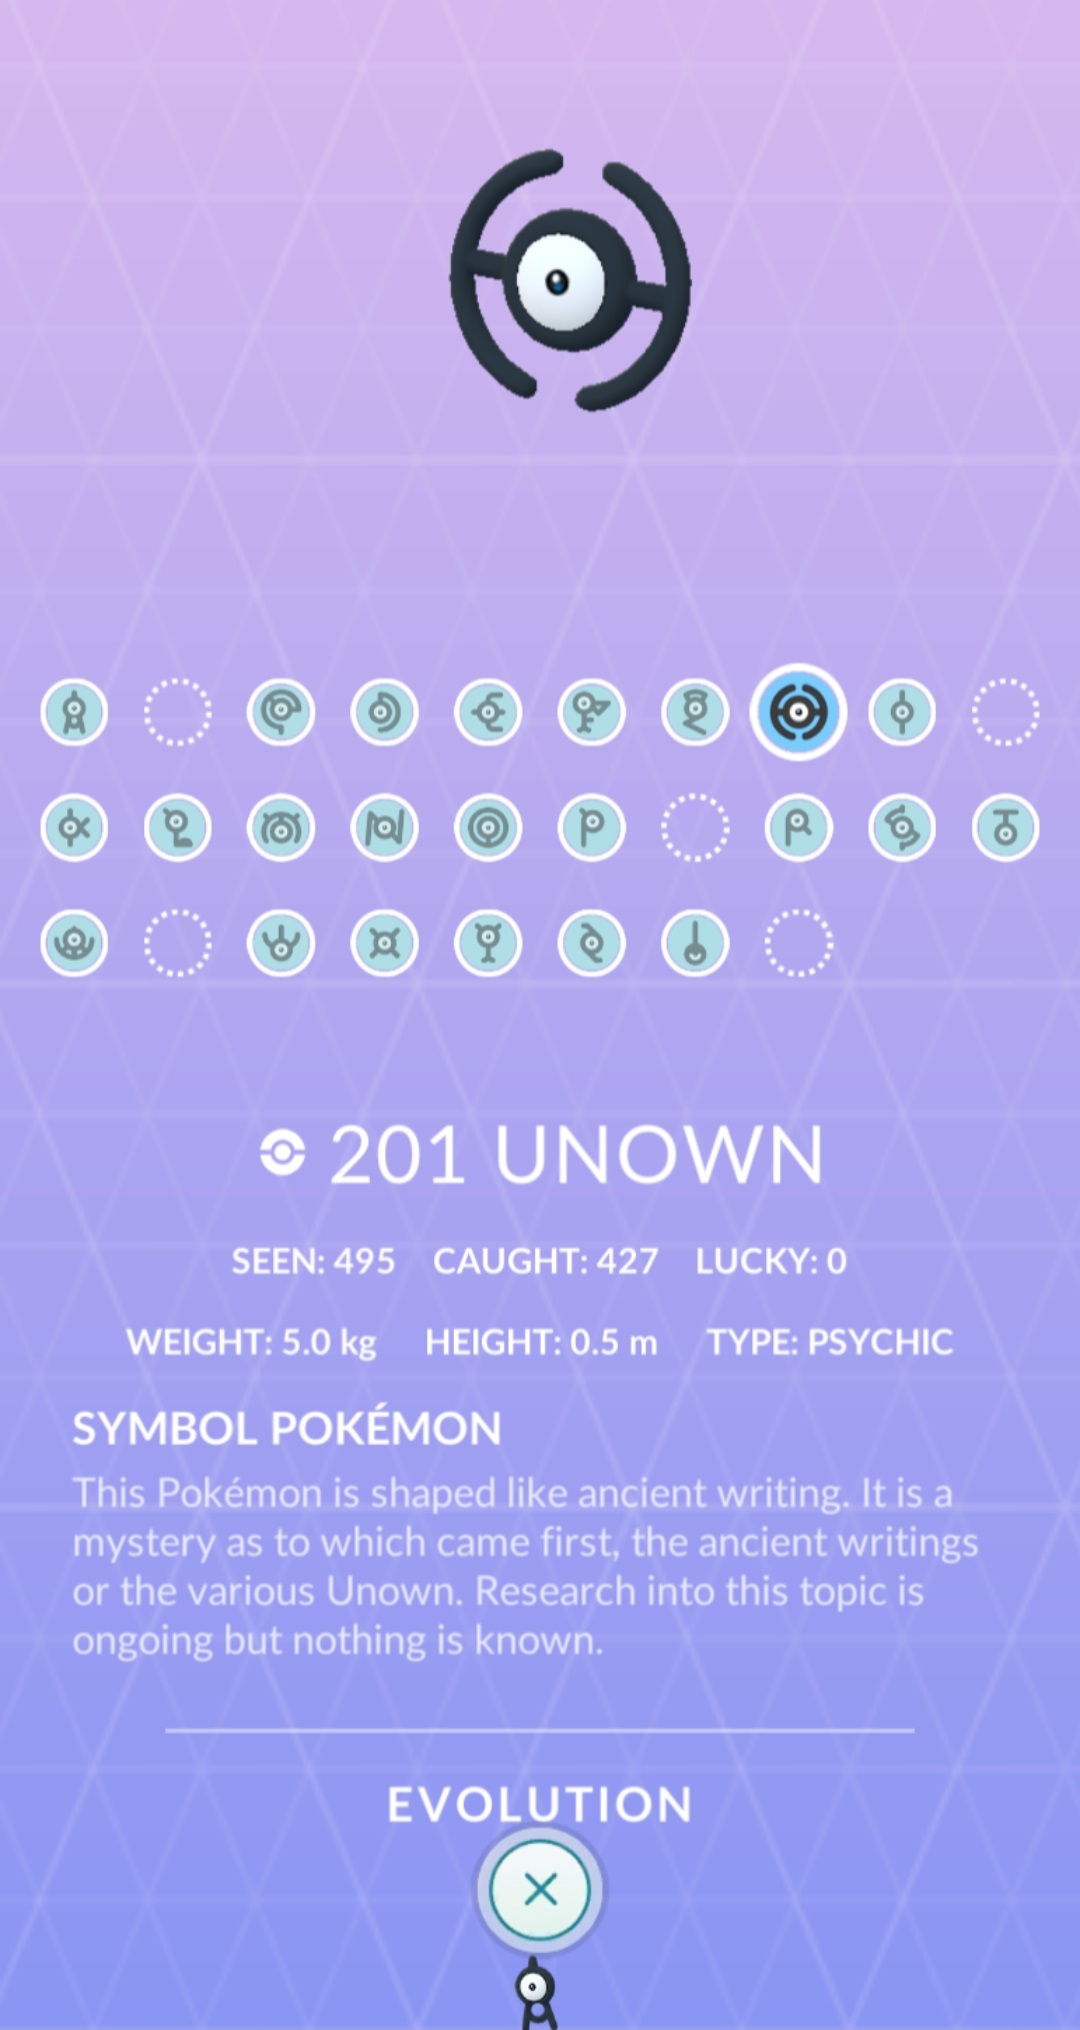 201 UNOWN
SEEN: 495 CAUGHT: 427 LUCKY: 0
WEIGHT: 5.0 kg HEIGHT: 0.5 m TYPE: PSYCHIC
SYMBOL POKÉMON
This Pokémon is shaped like ancient writing. It is a
mystery as to which came first, the ancient writings
or the various Unown. Research into this topic is
ongoing but nothing is known.
EVOLUTION